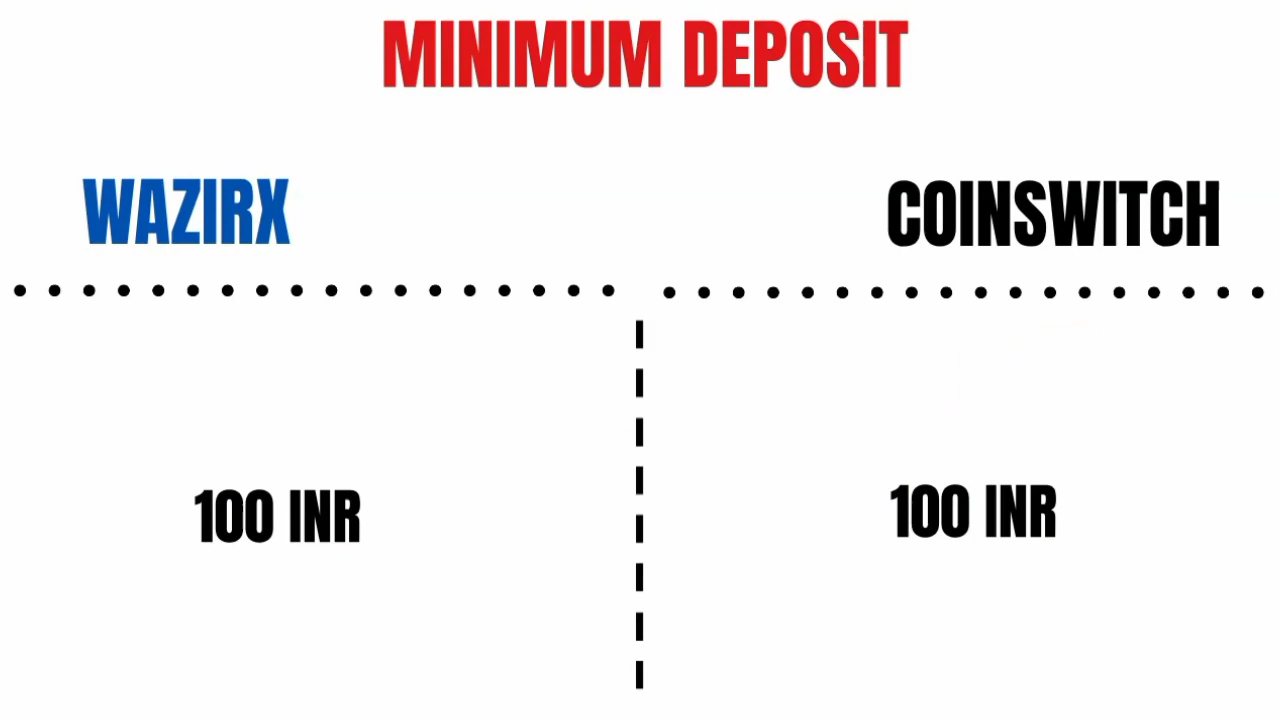 MINIMUM DEPOSIT
WAZIRX
COINSWITCH
100 INR
100 INR